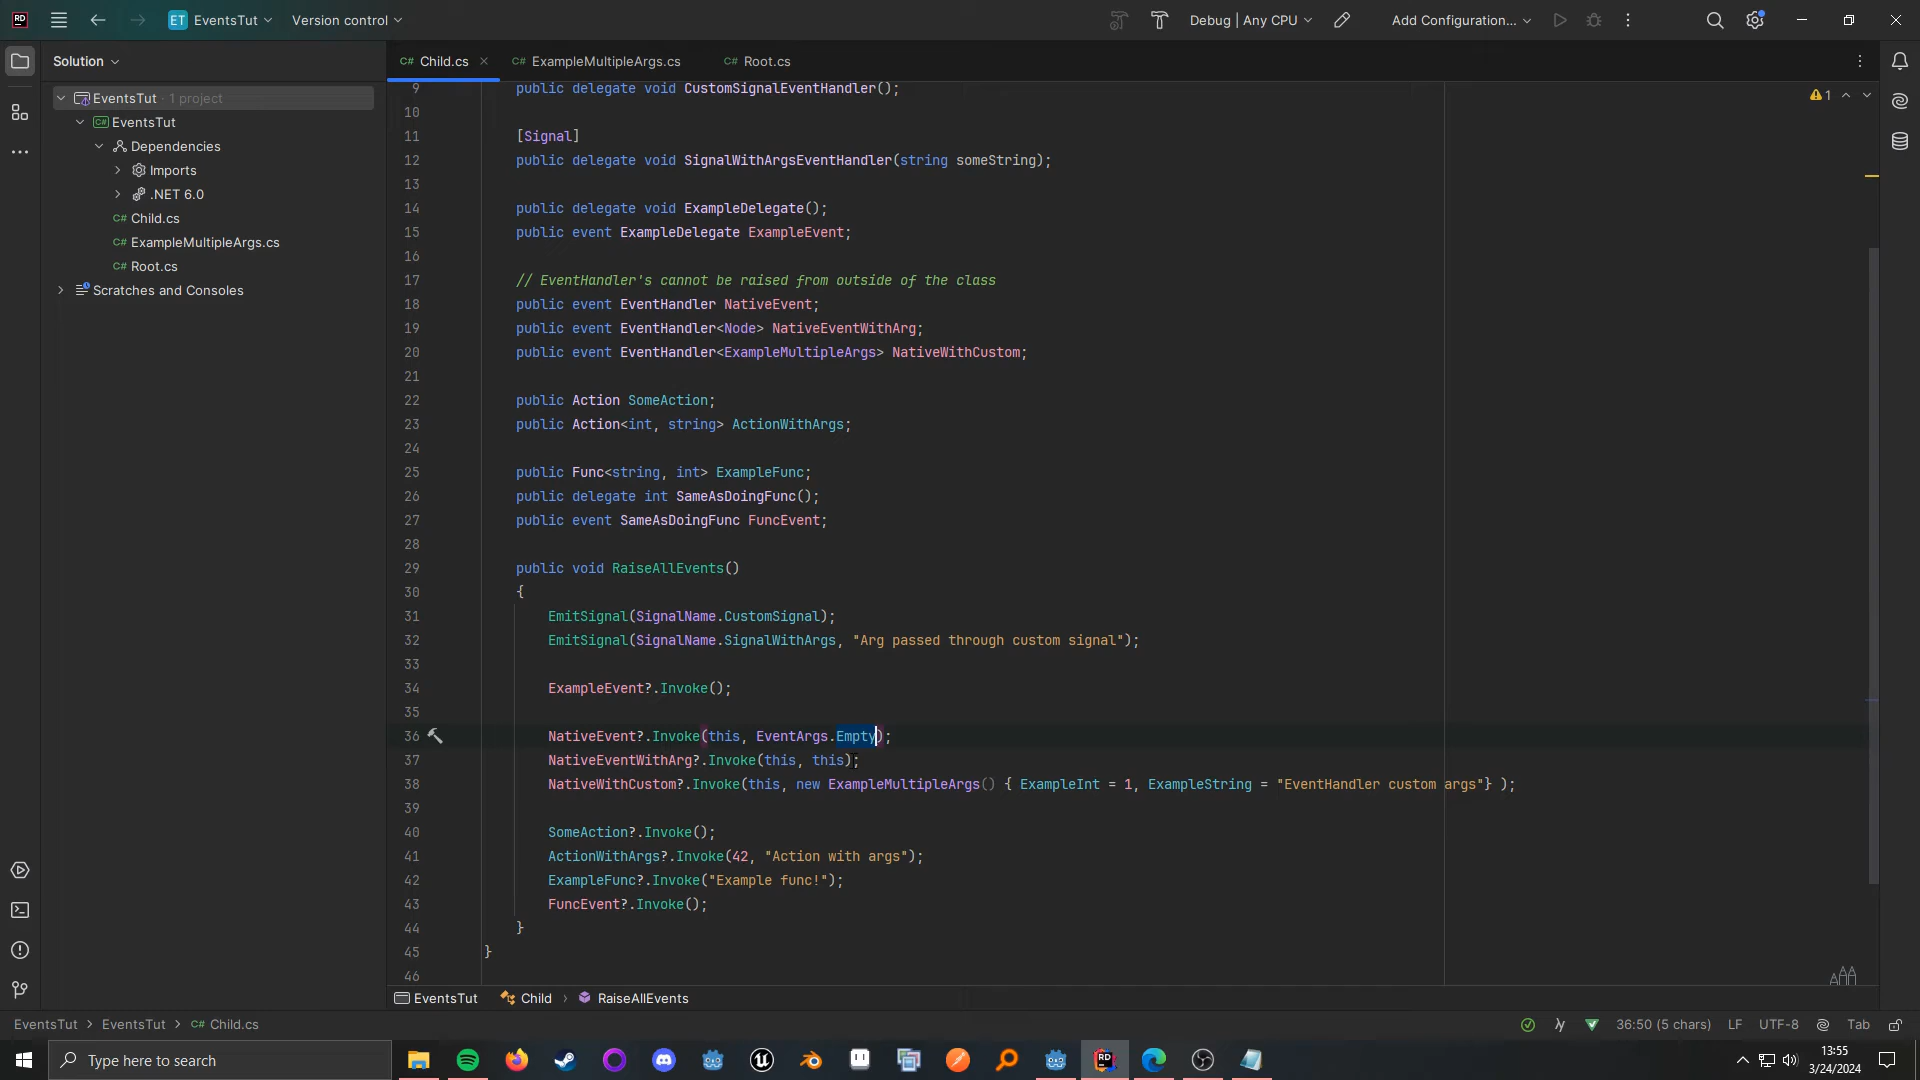 RD ET EventsTut Version control Debug | Any CPU Add Configuration...
Solution
Child.cs ExampleMultipleArgs.cs Root.cs
EventsTut · 1 project
EventsTut
Dependencies
Imports
.NET 6.0
C# Child.cs
C# ExampleMultipleArgs.cs
C# Root.cs
Scratches and Consoles
1
9 public delegate void CustomSignalEventHandler();
10
11 [Signal]
12 public delegate void SignalWithArgsEventHandler(string someString);
13
14 public delegate void ExampleDelegate();
15 public event ExampleDelegate ExampleEvent;
16
17 // EventHandler's cannot be raised from outside of the class
18 public event EventHandler NativeEvent;
19 public event EventHandler<Node> NativeEventWithArg;
20 public event EventHandler<ExampleMultipleArgs> NativeWithCustom;
21
22 public Action SomeAction;
23 public Action<int, string> ActionWithArgs;
24
25 public Func<string, int> ExampleFunc;
26 public delegate int SameAsDoingFunc();
27 public event SameAsDoingFunc FuncEvent;
28
29 public void RaiseAllEvents()
30 {
31 EmitSignal(SignalName.CustomSignal);
32 EmitSignal(SignalName.SignalWithArgs, "Arg passed through custom signal");
33
34 ExampleEvent?.Invoke();
35
36 NativeEvent?.Invoke(this, EventArgs.Empty);
37 NativeEventWithArg?.Invoke(this, this);
38 NativeWithCustom?.Invoke(this, new ExampleMultipleArgs() { ExampleInt = 1, ExampleString = "EventHandler custom args"} );
39
40 SomeAction?.Invoke();
41 ActionWithArgs?.Invoke(42, "Action with args");
42 ExampleFunc?.Invoke("Example func!");
43 FuncEvent?.Invoke();
44 }
45 }
46
EventsTut Child RaiseAllEvents
EventsTut EventsTut C# Child.cs 36:50 (5 chars) LF UTF-8 Tab
Type here to search
13:55
3/24/2024